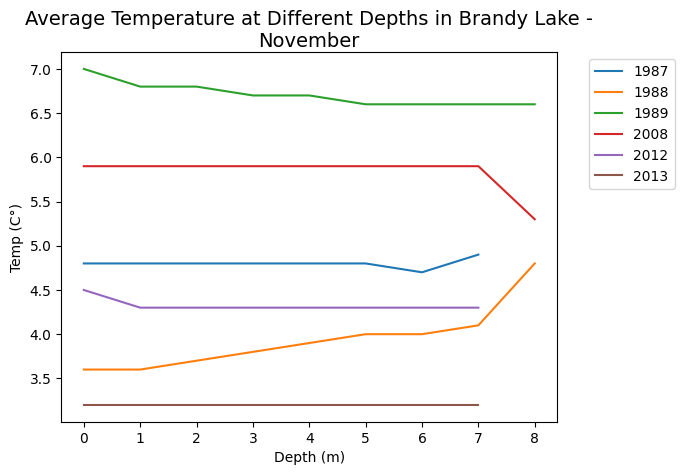 Average Temperature at Different Depths in Brandy Lake -
November
7.0
6.5
6.0
5.5
5.0
4.5
4.0
3.5
Temp (C°)
0 1 2 3 4 5 6 7 8
Depth (m)
1987
1988
1989
2008
2012
2013